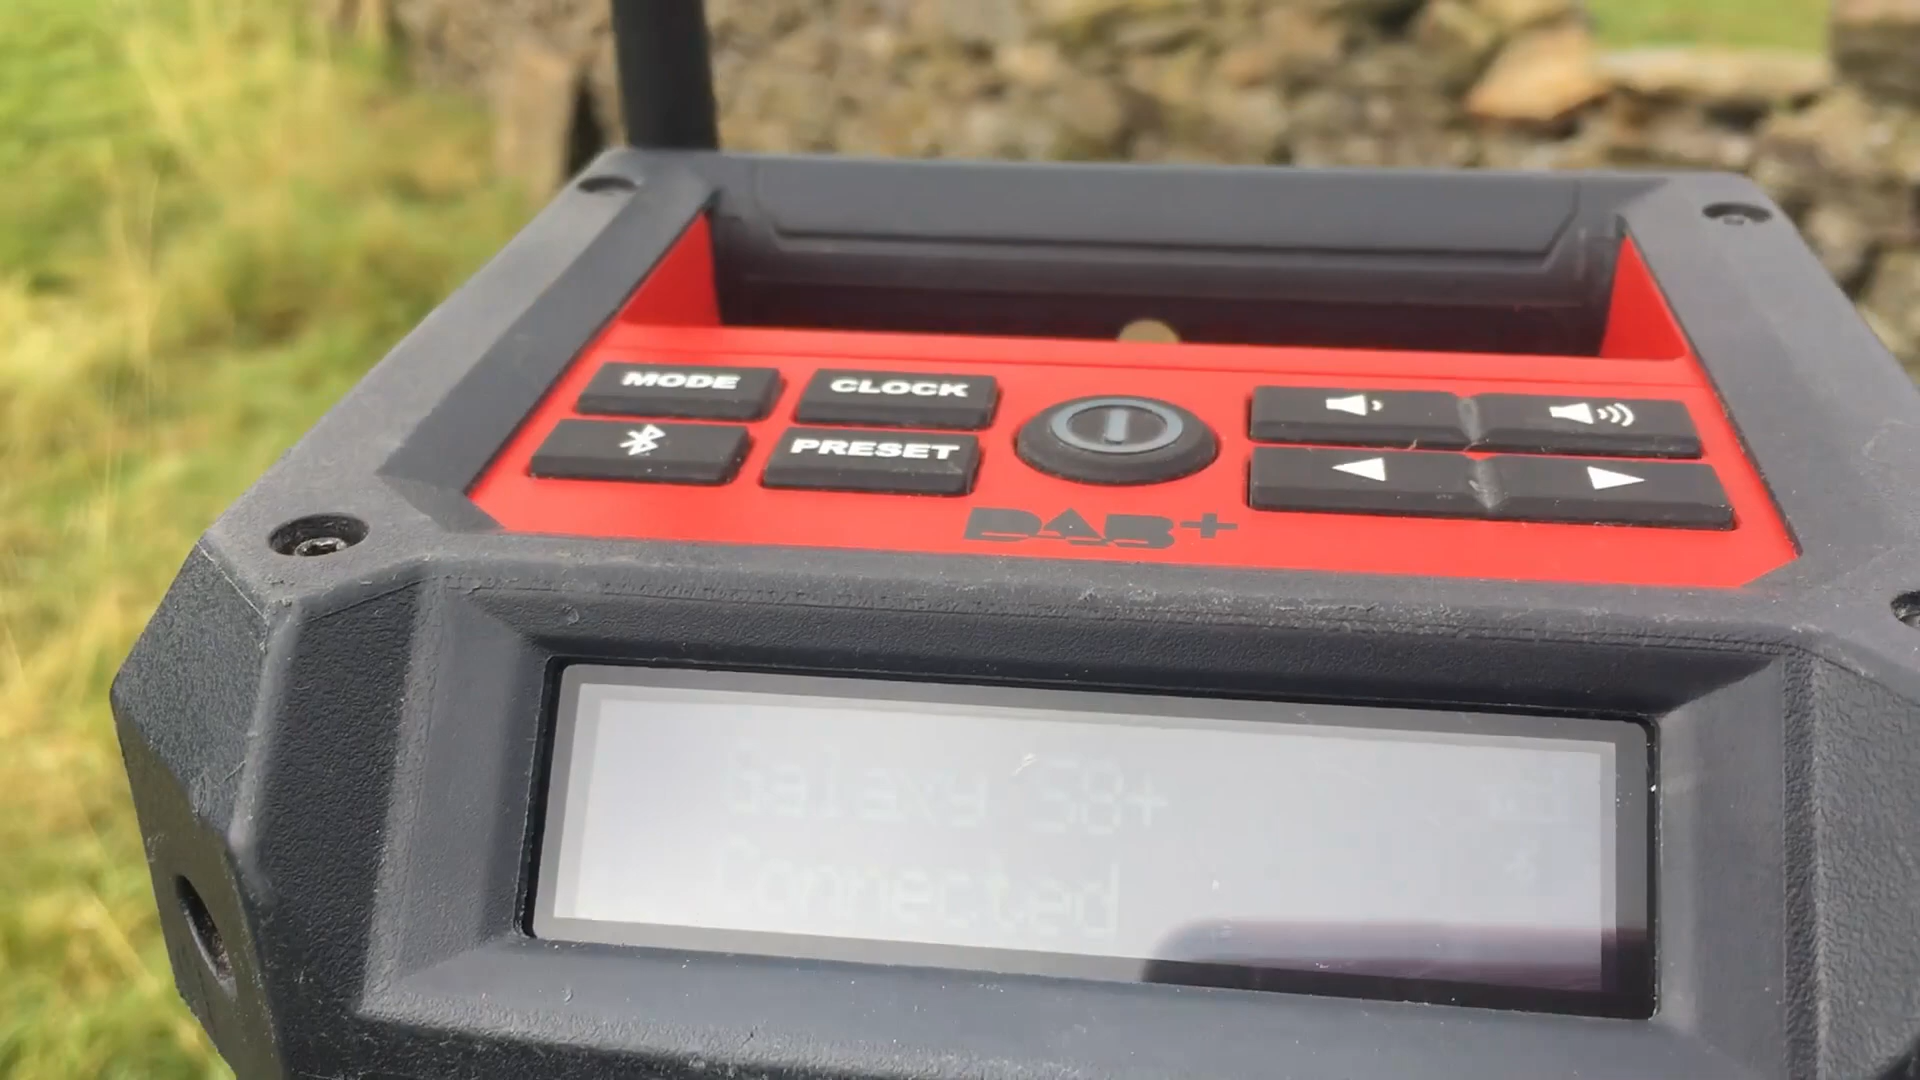 MODE
CLOCK
PRESET
DAB+
Galaxy S8+
Connected